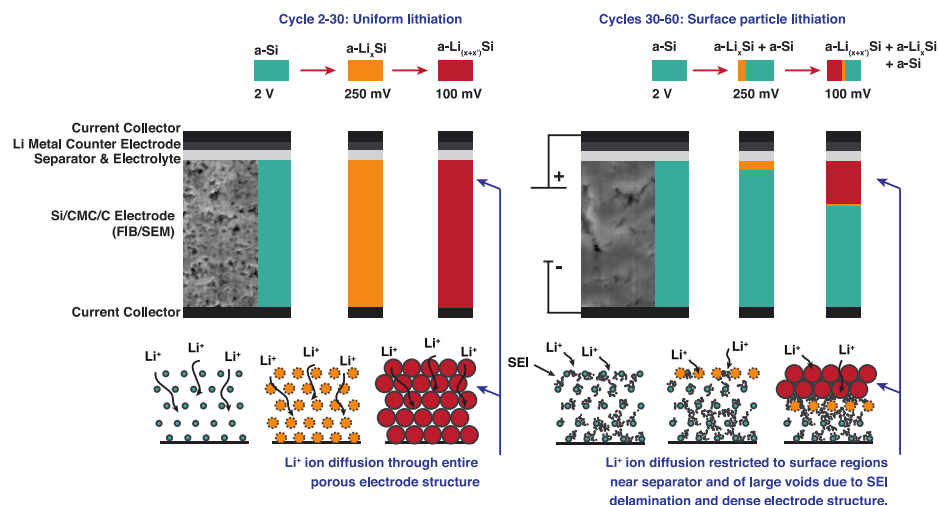 Cycle 2-30: Uniform lithiation
a-Si
a-LiₓSi
a-Li₍ₓ₊ₓ'₎Si
2 V
250 mV
100 mV
Current Collector
Li Metal Counter Electrode
Separator & Electrolyte
Si/CMC/C Electrode
(FIB/SEM)
Current Collector
Li⁺
Li⁺
Li⁺
Li⁺
Li⁺
Li⁺
Li⁺
Li⁺
Li⁺
Li⁺ ion diffusion through entire
porous electrode structure
Cycles 30-60: Surface particle lithiation
a-Si
a-LiₓSi + a-Si
a-Li₍ₓ₊ₓ'₎Si + a-LiₓSi
+ a-Si
2 V
250 mV
100 mV
+
-
SEI
Li⁺
Li⁺
Li⁺
Li⁺
Li⁺
Li⁺
Li⁺ ion diffusion restricted to surface regions
near separator and of large voids due to SEI
delamination and dense electrode structure.